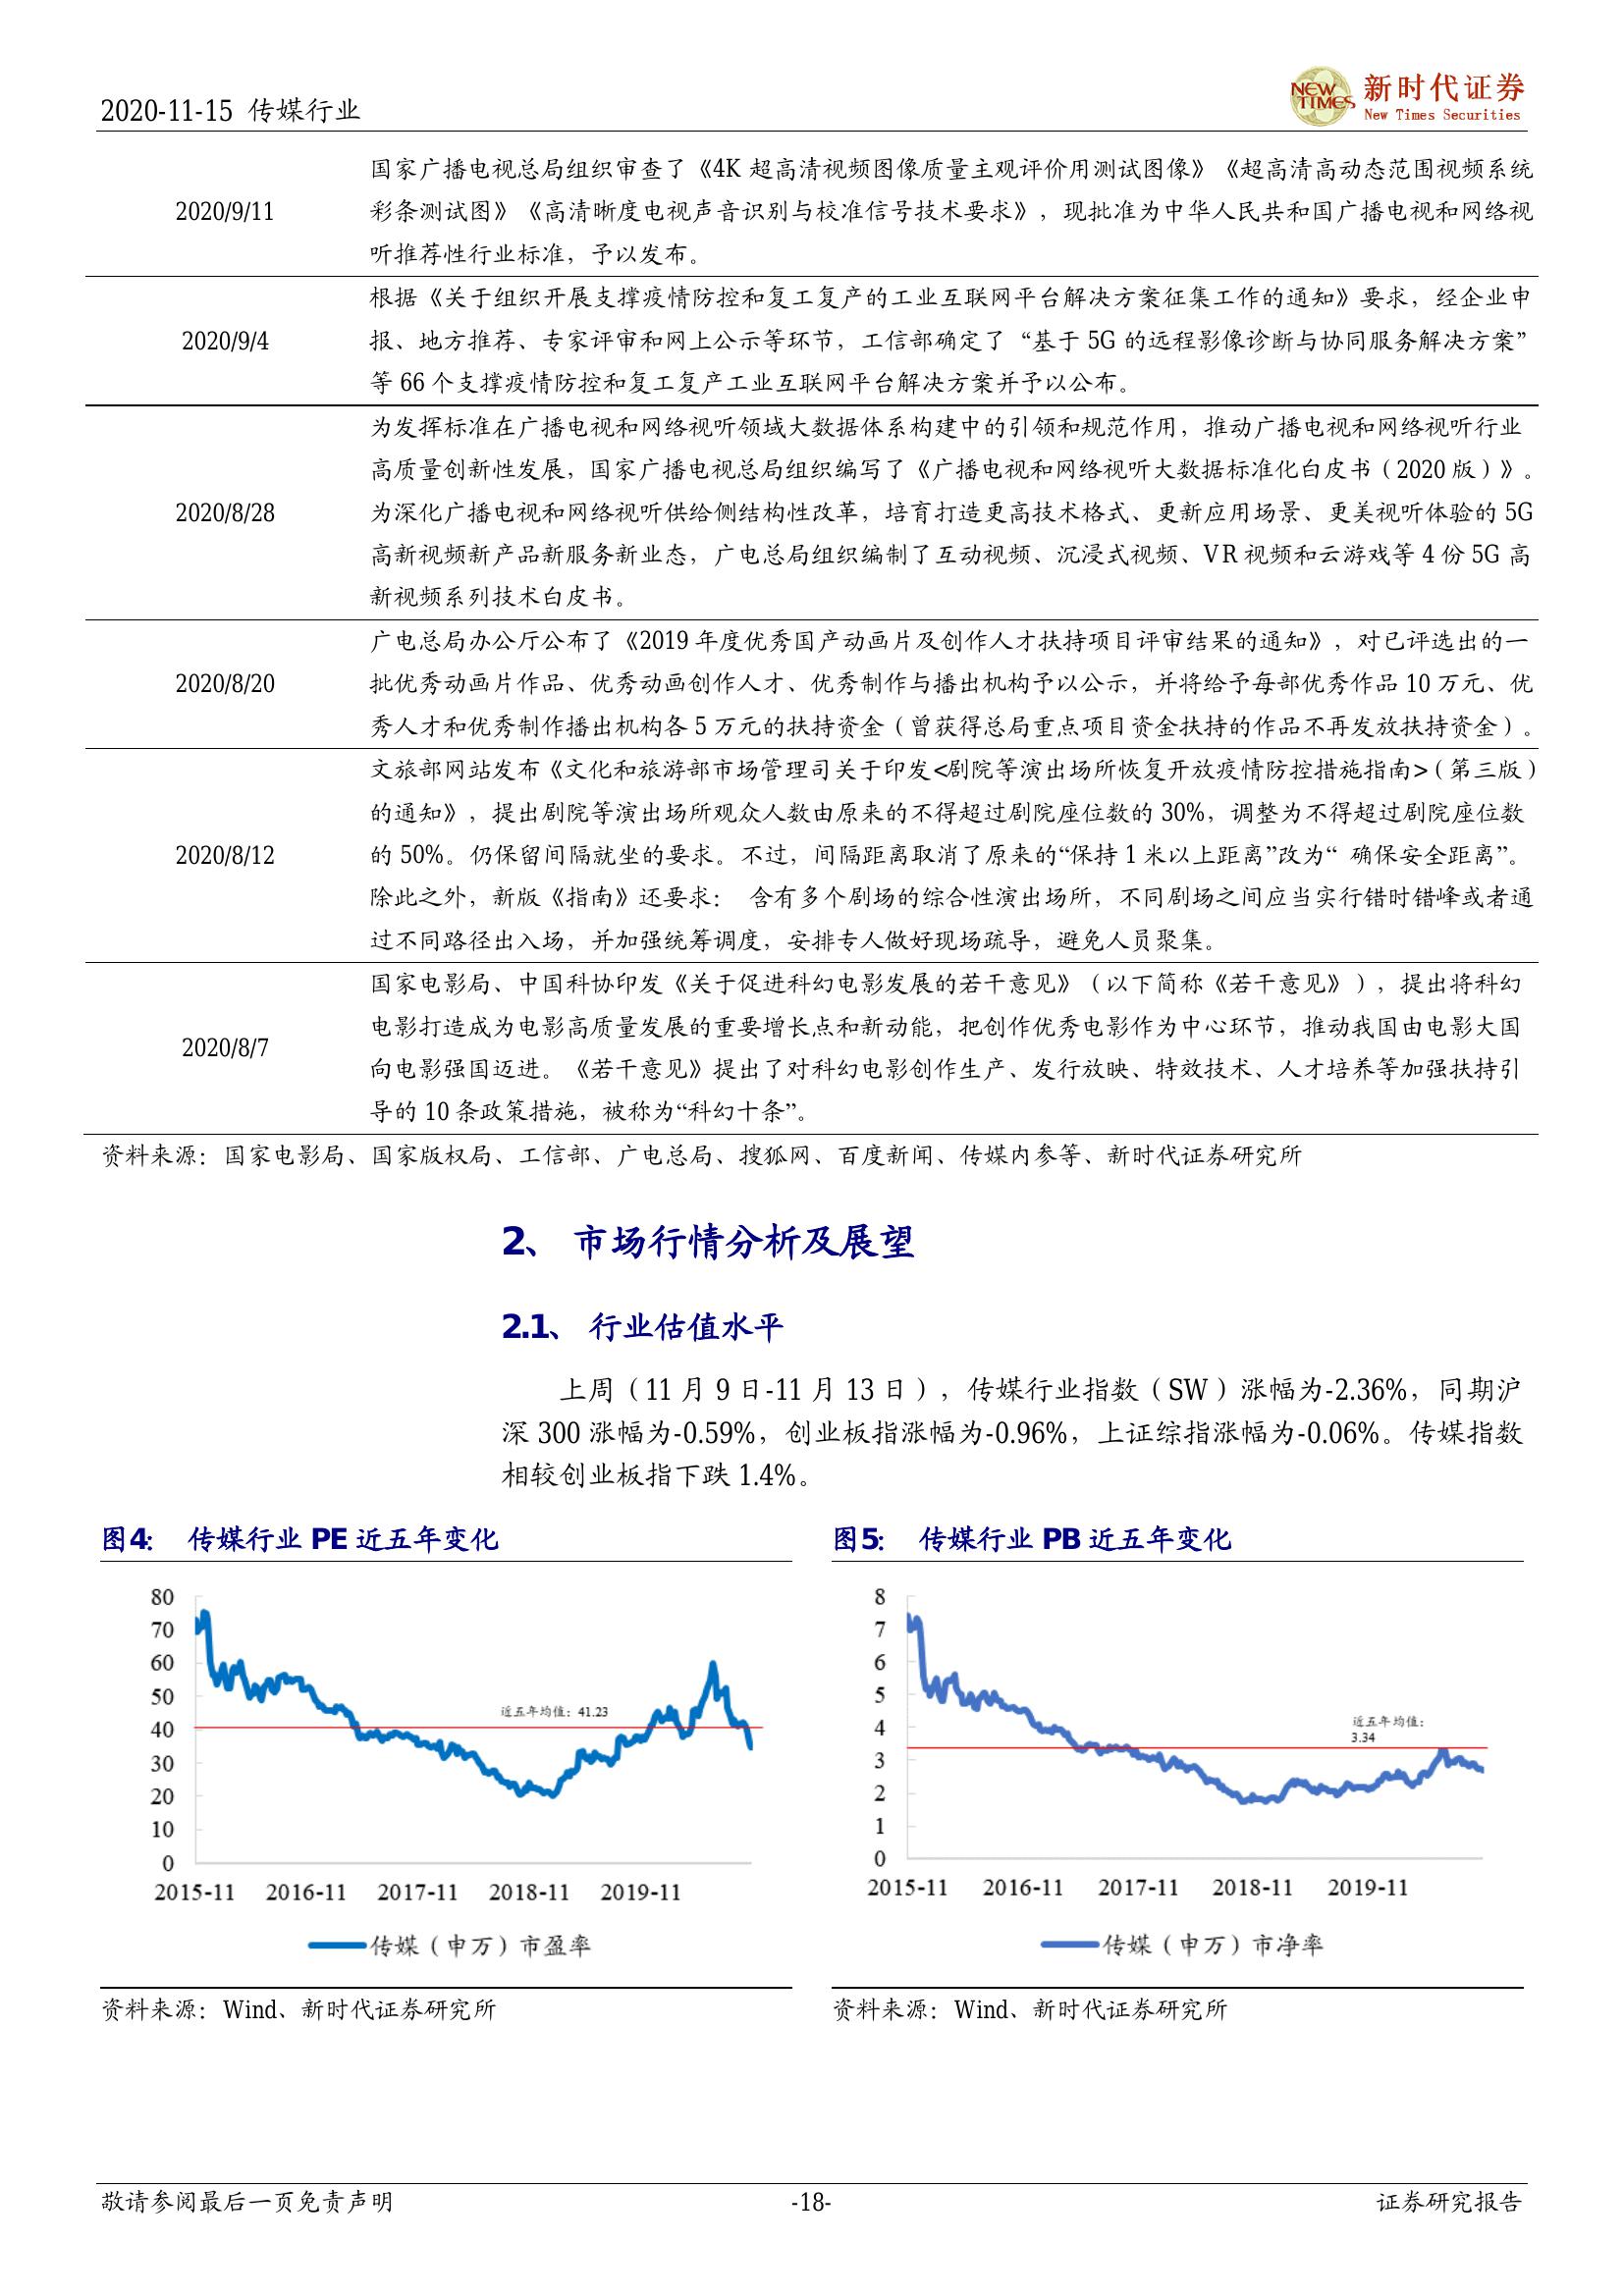 2020-11-15 传媒行业
NEW TIMES
新时代证券
New Times Securities
国家广播电视总局组织审查了《4K 超高清视频图像质量主观评价用测试图像》《超高清高动态范围视频系统
2020/9/11
彩条测试图》《高清晰度电视声音识别与校准信号技术要求》，现批准为中华人民共和国广播电视和网络视
听推荐性行业标准，予以发布。
根据《关于组织开展支撑疫情防控和复工复产的工业互联网平台解决方案征集工作的通知》要求，经企业申
2020/9/4
报、地方推荐、专家评审和网上公示等环节，工信部确定了“基于 5G 的远程影像诊断与协同服务解决方案”
等 66 个支撑疫情防控和复工复产工业互联网平台解决方案并予以公布。
为发挥标准在广播电视和网络视听领域大数据体系构建中的引领和规范作用，推动广播电视和网络视听行业
高质量创新性发展，国家广播电视总局组织编写了《广播电视和网络视听大数据标准化白皮书（2020 版）》。
2020/8/28
为深化广播电视和网络视听供给侧结构性改革，培育打造更高技术格式、更新应用场景、更美视听体验的 5G
高新视频新产品新服务新业态，广电总局组织编制了互动视频、沉浸式视频、VR 视频和云游戏等 4 份 5G 高
新视频系列技术白皮书。
广电总局办公厅公布了《2019 年度优秀国产动画片及创作人才扶持项目评审结果的通知》，对已评选出的一
2020/8/20
批优秀动画片作品、优秀动画创作人才、优秀制作与播出机构予以公示，并将给予每部优秀作品 10 万元、优
秀人才和优秀制作播出机构各 5 万元的扶持资金（曾获得总局重点项目资金扶持的作品不再发放扶持资金）。
文旅部网站发布《文化和旅游部市场管理司关于印发<剧院等演出场所恢复开放疫情防控措施指南>（第三版）
的通知》，提出剧院等演出场所观众人数由原来的不得超过剧院座位数的 30%，调整为不得超过剧院座位数
2020/8/12
的 50%。仍保留间隔就坐的要求。不过，间隔距离取消了原来的“保持 1 米以上距离”改为“ 确保安全距离”。
除此之外，新版《指南》还要求： 含有多个剧场的综合性演出场所，不同剧场之间应当实行错时错峰或者通
过不同路径出入场，并加强统筹调度，安排专人做好现场疏导，避免人员聚集。
国家电影局、中国科协印发《关于促进科幻电影发展的若干意见》（以下简称《若干意见》），提出将科幻
电影打造成为电影高质量发展的重要增长点和新动能，把创作优秀电影作为中心环节，推动我国由电影大国
2020/8/7
向电影强国迈进。《若干意见》提出了对科幻电影创作生产、发行放映、特效技术、人才培养等加强扶持引
导的 10 条政策措施，被称为“科幻十条”。
资料来源：国家电影局、国家版权局、工信部、广电总局、搜狐网、百度新闻、传媒内参等、新时代证券研究所
2、 市场行情分析及展望
2.1、 行业估值水平
上周（11 月 9 日-11 月 13 日），传媒行业指数（SW）涨幅为-2.36%，同期沪
深 300 涨幅为-0.59%，创业板指涨幅为-0.96%，上证综指涨幅为-0.06%。传媒指数
相较创业板指下跌 1.4%。
图4： 传媒行业 PE 近五年变化
80
70
60
50
40
30
20
10
0
近五年均值：41.23
2015-11 2016-11 2017-11 2018-11 2019-11
传媒（申万）市盈率
资料来源：Wind、新时代证券研究所
图5： 传媒行业 PB 近五年变化
8
7
6
5
4
3
2
1
0
近五年均值：
3.34
2015-11 2016-11 2017-11 2018-11 2019-11
传媒（申万）市净率
资料来源：Wind、新时代证券研究所
敬请参阅最后一页免责声明
-18-
证券研究报告